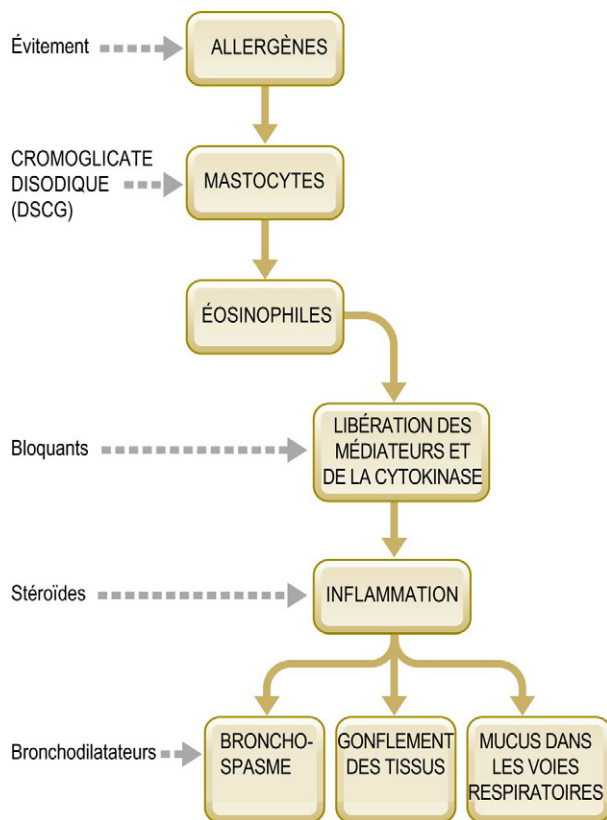 Évitement
ALLERGÈNES
CROMOGLICATE
DISODIQUE
(DSCG)
MASTOCYTES
ÉOSINOPHILES
Bloquants
LIBÉRATION DES
MÉDIATEURS ET
DE LA CYTOKINASE
Stéroïdes
INFLAMMATION
Bronchodilatateurs
BRONCHO-
SPASME
GONFLEMENT
DES TISSUS
MUCUS DANS
LES VOIES
RESPIRATOIRES